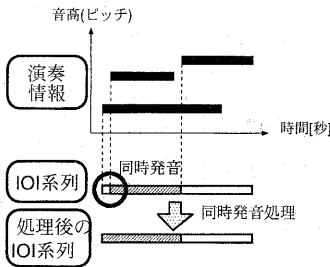 音高(ピッチ)
演奏
情報
時間[秒]
同時発音
IOI系列
同時発音処理
処理後の
IOI系列